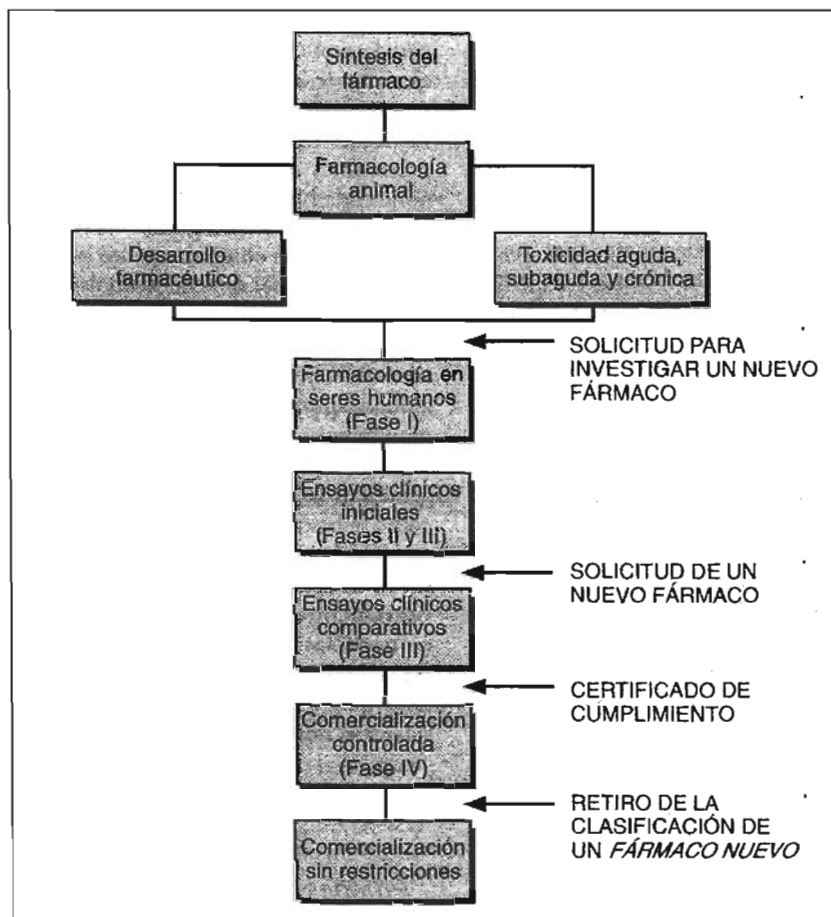 Síntesis del
fármaco
Farmacología
animal
Desarrollo
farmacéutico
Toxicidad aguda,
subaguda y crónica
SOLICITUD PARA
INVESTIGAR UN NUEVO
FÁRMACO
Farmacología en
seres humanos
(Fase I)
Ensayos clínicos
iniciales
(Fases II y III)
SOLICITUD DE UN
NUEVO FÁRMACO
Ensayos clínicos
comparativos
(Fase III)
CERTIFICADO DE
CUMPLIMIENTO
Comercialización
controlada
(Fase IV)
RETIRO DE LA
CLASIFICACIÓN DE
UN FÁRMACO NUEVO
Comercialización
sin restricciones